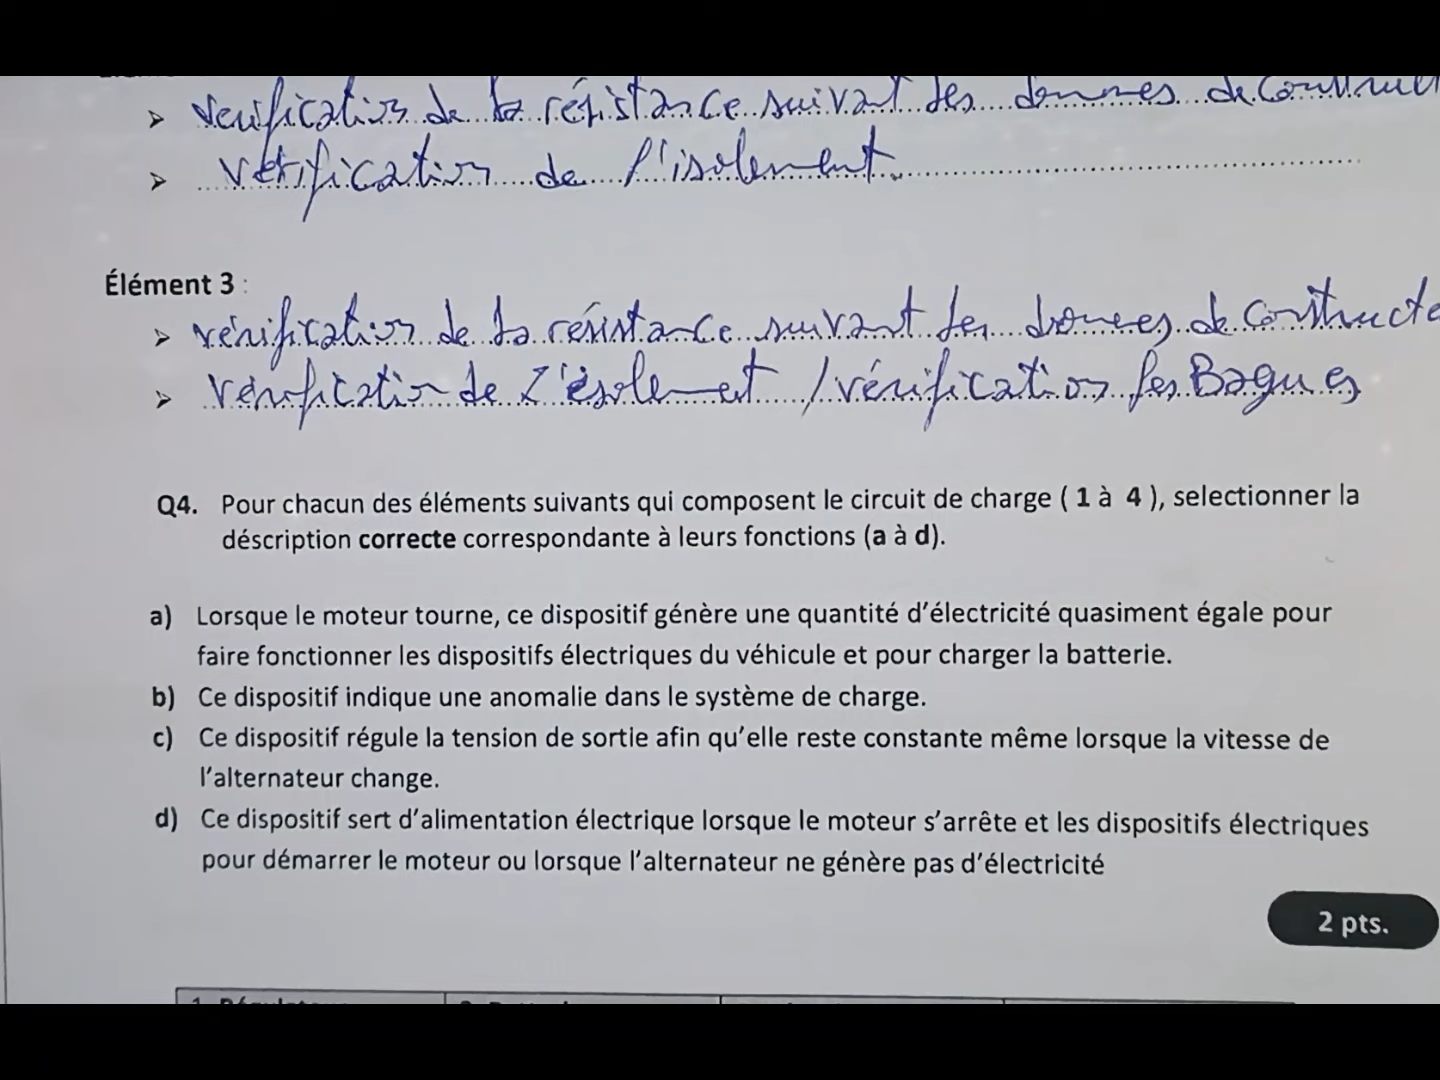 ➤ verification de la résistance suivant des donnees de Construct
➤ vérification de l'isolement.
Élément 3 :
➤ vérification de la résistance suivant les données de Constructe
➤ vérification de l'ésolement / vérification les Bagues
Q4. Pour chacun des éléments suivants qui composent le circuit de charge ( 1 à 4 ), selectionner la
déscription correcte correspondante à leurs fonctions (a à d).
a) Lorsque le moteur tourne, ce dispositif génère une quantité d'électricité quasiment égale pour
faire fonctionner les dispositifs électriques du véhicule et pour charger la batterie.
b) Ce dispositif indique une anomalie dans le système de charge.
c) Ce dispositif régule la tension de sortie afin qu'elle reste constante même lorsque la vitesse de
l'alternateur change.
d) Ce dispositif sert d'alimentation électrique lorsque le moteur s'arrête et les dispositifs électriques
pour démarrer le moteur ou lorsque l'alternateur ne génère pas d'électricité
2 pts.